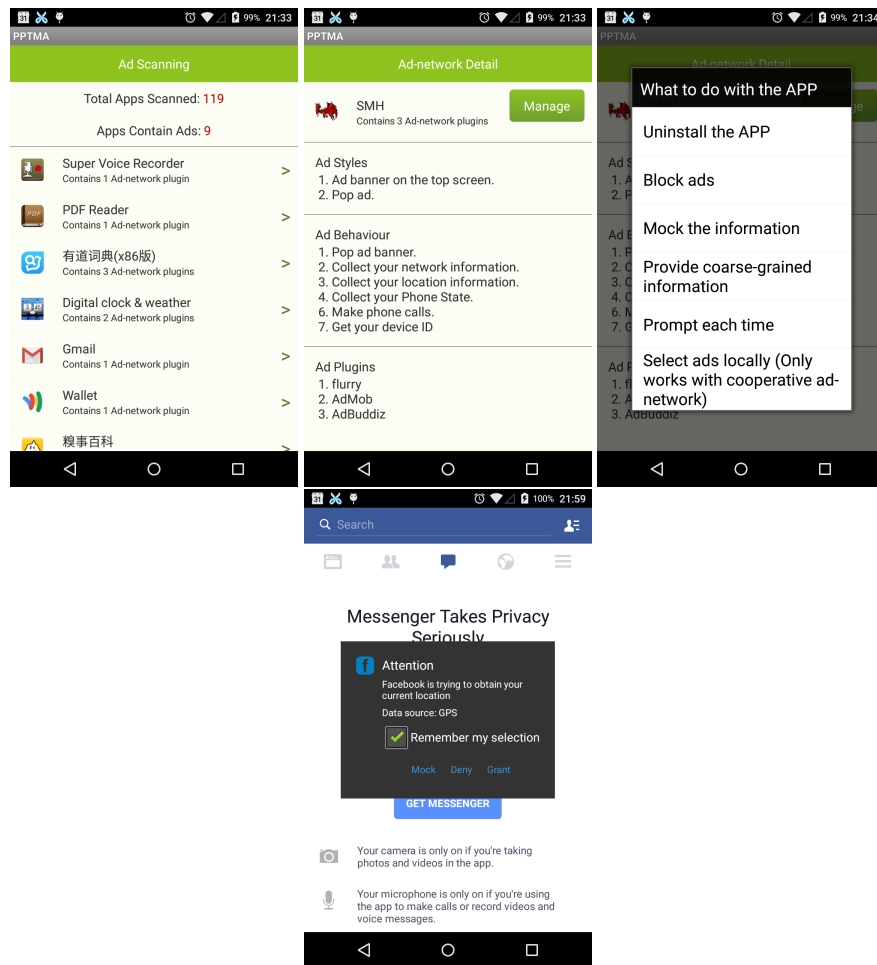 31 99% 21:33
PPTMA
Ad Scanning
Total Apps Scanned: 119
Apps Contain Ads: 9
Super Voice Recorder
Contains 1 Ad-network plugin
>
PDF
PDF Reader
Contains 1 Ad-network plugin
>
有道词典(x86版)
Contains 3 Ad-network plugins
>
Digital clock & weather
Contains 2 Ad-network plugins
>
Gmail
Contains 1 Ad-network plugin
>
Wallet
Contains 1 Ad-network plugin
>
糗事百科
31 99% 21:33
PPTMA
Ad-network Detail
SMH
Contains 3 Ad-network plugins
Manage
Ad Styles
1. Ad banner on the top screen.
2. Pop ad.
Ad Behaviour
1. Pop ad banner.
2. Collect your network information.
3. Collect your location information.
4. Collect your Phone State.
6. Make phone calls.
7. Get your device ID
Ad Plugins
1. flurry
2. AdMob
3. AdBuddiz
31 99% 21:34
PPTMA
Ad-network Detail
What to do with the APP
Uninstall the APP
Block ads
Mock the information
Provide coarse-grained
information
Prompt each time
Select ads locally (Only
works with cooperative ad-
network)
3. AdBuddiz
31 100% 21:59
Search
Messenger Takes Privacy
Seriously
f Attention
Facebook is trying to obtain your
current location
Data source: GPS
Remember my selection
Mock Deny Grant
GET MESSENGER
Your camera is only on if you're taking
photos and videos in the app.
Your microphone is only on if you're using
the app to make calls or record videos and
voice messages.